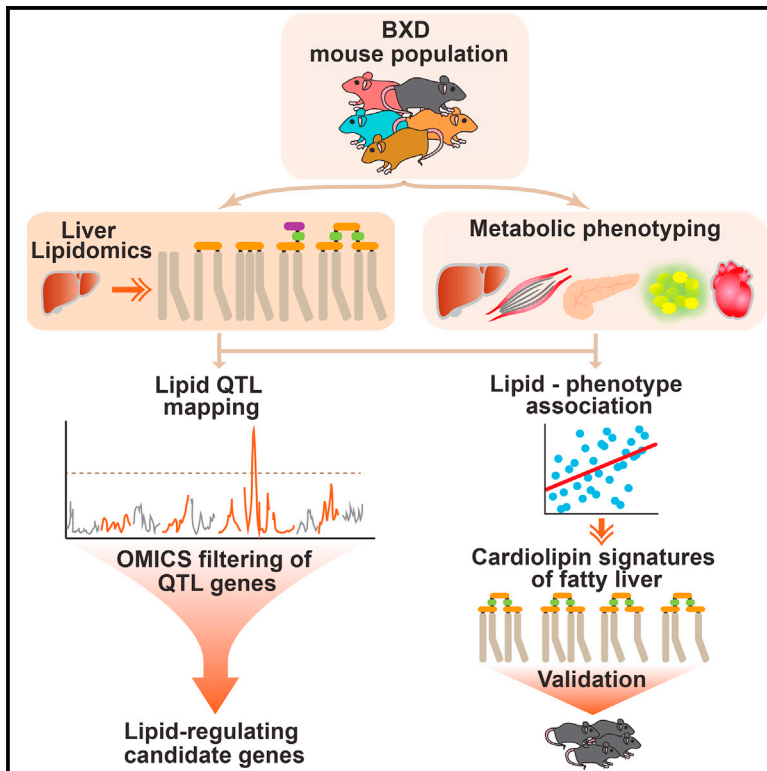 BXD
mouse population
Liver
Lipidomics
Metabolic phenotyping
Lipid QTL
mapping
Lipid - phenotype
association
OMICS filtering of
QTL genes
Cardiolipin signatures
of fatty liver
Validation
Lipid-regulating
candidate genes